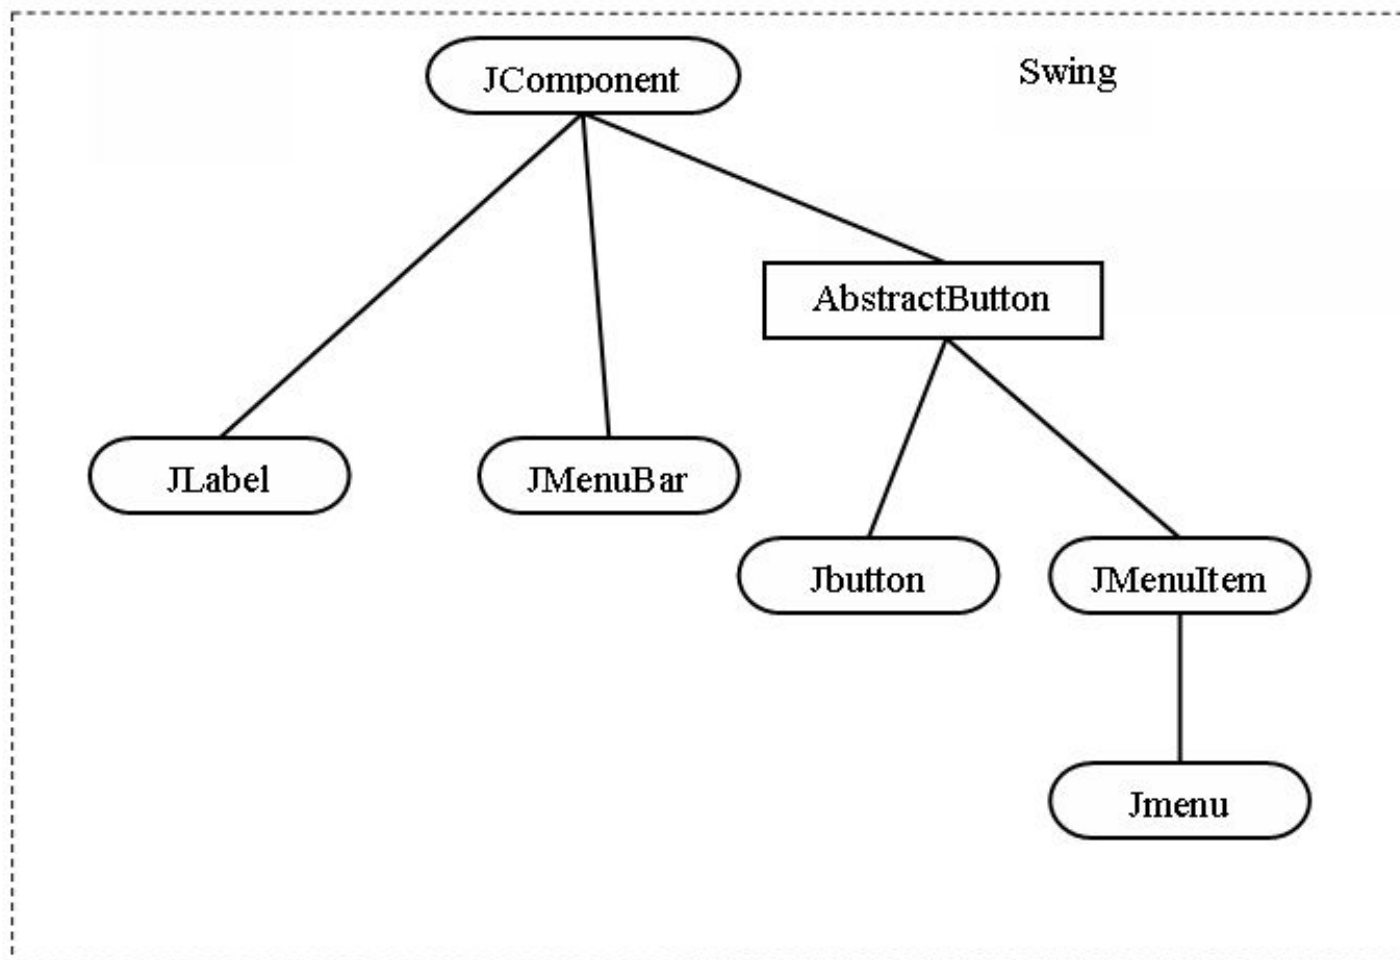 JComponent
Swing
AbstractButton
JLabel
JMenuBar
Jbutton
JMenuItem
Jmenu